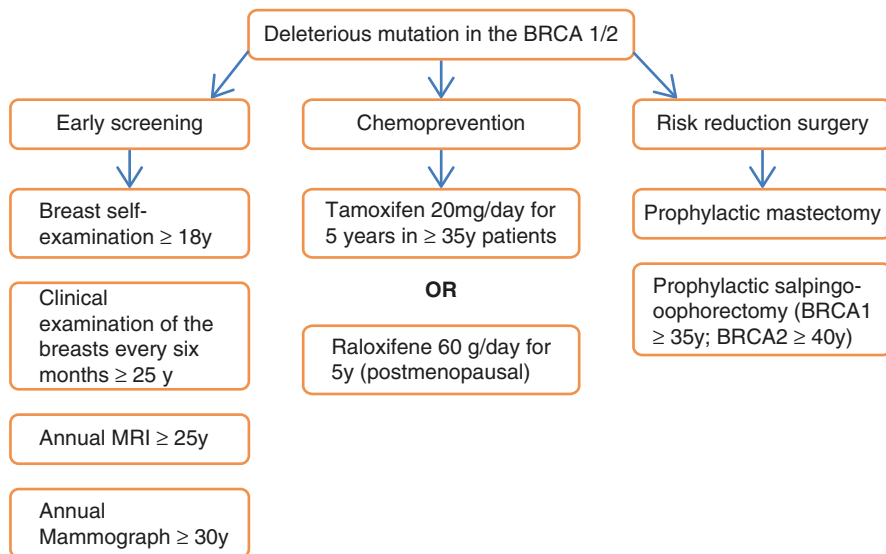 Deleterious mutation in the BRCA 1/2
Early screening
Chemoprevention
Risk reduction surgery
Breast self-
examination ≥ 18y
Clinical
examination of the
breasts every six
months ≥ 25 y
Annual MRI ≥ 25y
Annual
Mammograph ≥ 30y
Tamoxifen 20mg/day for
5 years in ≥ 35y patients
OR
Raloxifene 60 g/day for
5y (postmenopausal)
Prophylactic mastectomy
Prophylactic salpingo-
oophorectomy (BRCA1
≥ 35y; BRCA2 ≥ 40y)